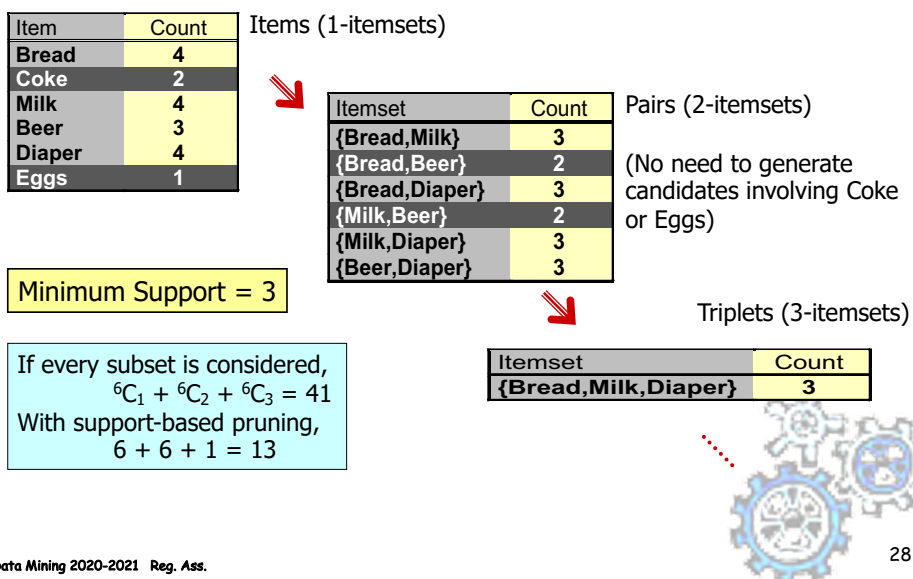 Item Count
Bread 4
Coke 2
Milk 4
Beer 3
Diaper 4
Eggs 1
Items (1-itemsets)
Itemset Count
{Bread,Milk} 3
{Bread,Beer} 2
{Bread,Diaper} 3
{Milk,Beer} 2
{Milk,Diaper} 3
{Beer,Diaper} 3
Pairs (2-itemsets)
(No need to generate
candidates involving Coke
or Eggs)
Minimum Support = 3
Triplets (3-itemsets)
Itemset Count
{Bread,Milk,Diaper} 3
If every subset is considered,
⁶C₁ + ⁶C₂ + ⁶C₃ = 41
With support-based pruning,
6 + 6 + 1 = 13
ata Mining 2020-2021 Reg. Ass.
28